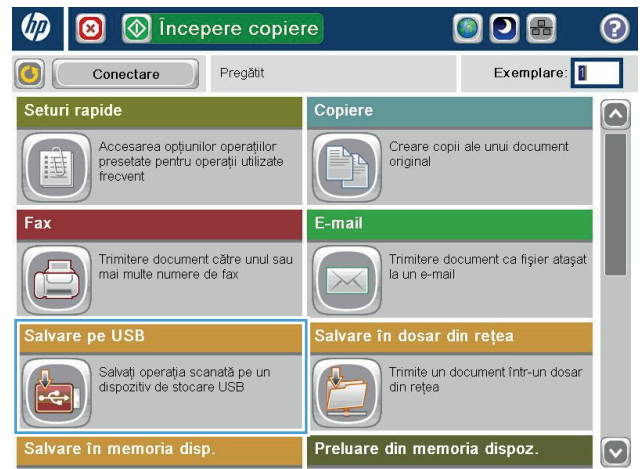 hp
Începere copiere
?
Conectare
Pregătit
Exemplare: 1
Seturi rapide
Accesarea opțiunilor operațiilor
presetate pentru operații utilizate
frecvent
Copiere
Creare copii ale unui document
original
Fax
Trimitere document către unul sau
mai multe numere de fax
E-mail
Trimitere document ca fișier atașat
la un e-mail
Salvare pe USB
Salvați operația scanată pe un
dispozitiv de stocare USB
Salvare în dosar din rețea
Trimite un document într-un dosar
din rețea
Salvare în memoria disp.
Preluare din memoria dispoz.